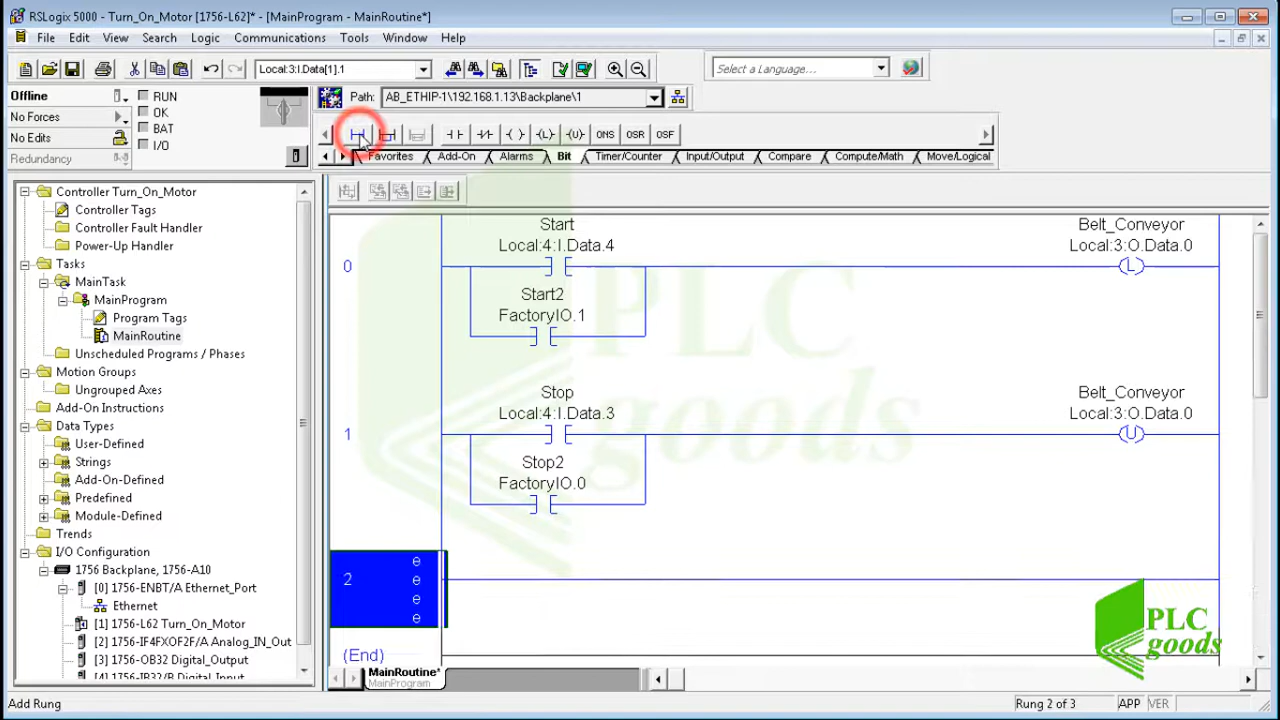 RSLogix 5000 - Turn_On_Motor [1756-L62]* - [MainProgram - MainRoutine*]
File Edit View Search Logic Communications Tools Window Help
Local:3:I.Data[1].1
Select a Language...
Offline
RUN
Path: AB_ETHIP-1\192.168.1.13\Backplane\1
No Forces
OK
No Edits
BAT
Redundancy
I/O
ONS OSR OSF
Favorites Add-On Alarms Bit Timer/Counter Input/Output Compare Compute/Math Move/Logical
Controller Turn_On_Motor
Controller Tags
Controller Fault Handler
Power-Up Handler
Tasks
MainTask
MainProgram
Program Tags
MainRoutine
Unscheduled Programs / Phases
Motion Groups
Ungrouped Axes
Add-On Instructions
Data Types
User-Defined
Strings
Add-On-Defined
Predefined
Module-Defined
Trends
I/O Configuration
1756 Backplane, 1756-A10
[0] 1756-ENBT/A Ethernet_Port
Ethernet
[1] 1756-L62 Turn_On_Motor
[2] 1756-IF4FXOF2F/A Analog_IN_Out
[3] 1756-OB32 Digital_Output
[4] 1756-IB32/B Digital_Input
Start
Local:4:I.Data.4
Belt_Conveyor
Local:3:O.Data.0
0
L
Start2
FactoryIO.1
Stop
Local:4:I.Data.3
Belt_Conveyor
Local:3:O.Data.0
1
U
Stop2
FactoryIO.0
2
e
e
e
e
(End)
MainRoutine*
MainProgram
PLC
goods
PLC
goods
Add Rung
Rung 2 of 3
APP
VER